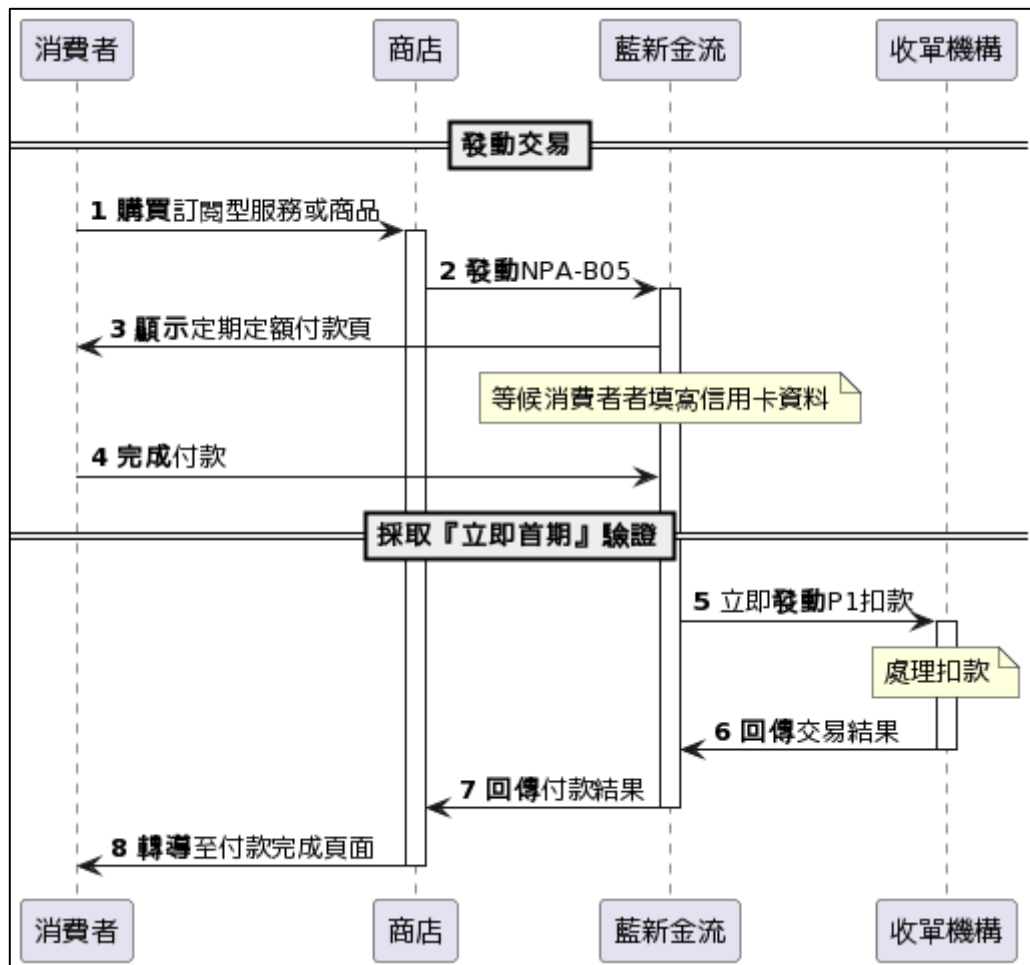 消費者 商店 藍新金流 收單機構
發動交易
1 購買訂閱型服務或商品
2 發動NPA-B05
3 顯示定期定額付款頁
等候消費者者填寫信用卡資料
4 完成付款
採取『立即首期』驗證
5 立即發動P1扣款
處理扣款
6 回傳交易結果
7 回傳付款結果
8 轉導至付款完成頁面
消費者 商店 藍新金流 收單機構